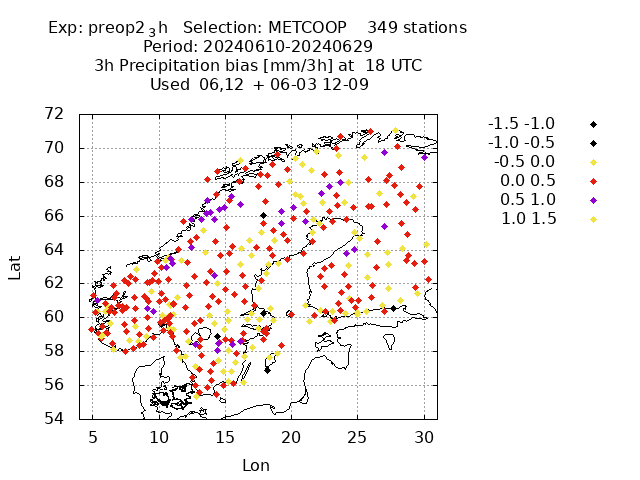 Exp: preop2_3h   Selection: METCOOP    349 stations
Period: 20240610-20240629
3h Precipitation bias [mm/3h] at  18 UTC
Used  06,12  + 06-03 12-09
72
70
68
66
64
62
60
58
56
54
Lat
5 10 15 20 25 30
Lon
-1.5 -1.0
-1.0 -0.5
-0.5 0.0
0.0 0.5
0.5 1.0
1.0 1.5